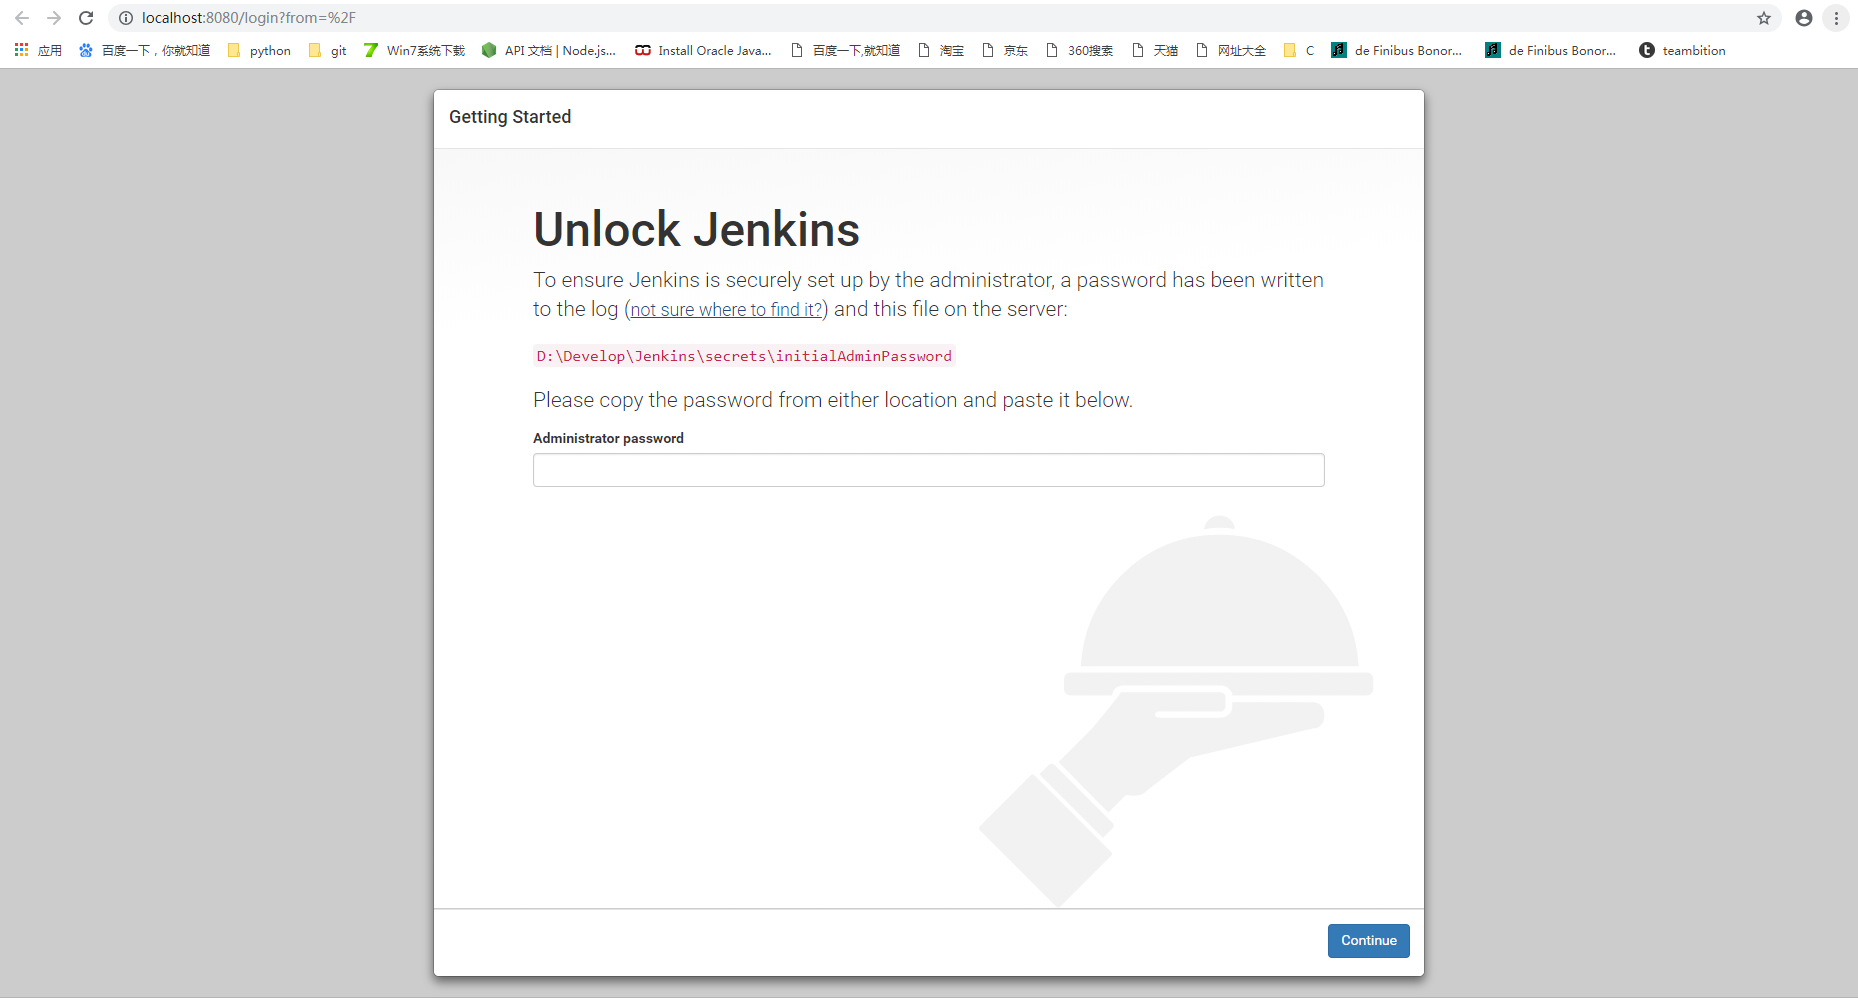 localhost:8080/login?from=%2F
应用 百度一下，你就知道 python git Win7系统下载 API 文档 | Node.js... Install Oracle Java... 百度一下,就知道 淘宝 京东 360搜索 天猫 网址大全 C de Finibus Bonor... de Finibus Bonor... teambition
Getting Started
Unlock Jenkins
To ensure Jenkins is securely set up by the administrator, a password has been written
to the log (not sure where to find it?) and this file on the server:
D:\Develop\Jenkins\secrets\initialAdminPassword
Please copy the password from either location and paste it below.
Administrator password
Continue